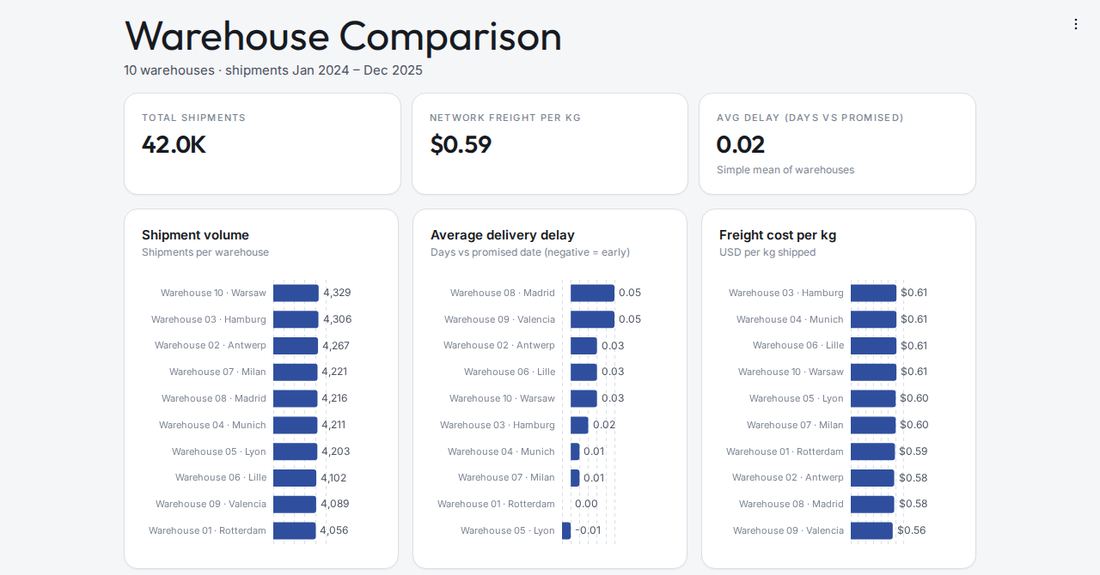 Warehouse Comparison
10 warehouses · shipments Jan 2024 – Dec 2025
TOTAL SHIPMENTS
42.0K
NETWORK FREIGHT PER KG
$0.59
AVG DELAY (DAYS VS PROMISED)
0.02
Simple mean of warehouses
Shipment volume
Shipments per warehouse
Warehouse 10 · Warsaw 4,329
Warehouse 03 · Hamburg 4,306
Warehouse 02 · Antwerp 4,267
Warehouse 07 · Milan 4,221
Warehouse 08 · Madrid 4,216
Warehouse 04 · Munich 4,211
Warehouse 05 · Lyon 4,203
Warehouse 06 · Lille 4,102
Warehouse 09 · Valencia 4,089
Warehouse 01 · Rotterdam 4,056
Average delivery delay
Days vs promised date (negative = early)
Warehouse 08 · Madrid 0.05
Warehouse 09 · Valencia 0.05
Warehouse 02 · Antwerp 0.03
Warehouse 06 · Lille 0.03
Warehouse 10 · Warsaw 0.03
Warehouse 03 · Hamburg 0.02
Warehouse 04 · Munich 0.01
Warehouse 07 · Milan 0.01
Warehouse 01 · Rotterdam 0.00
Warehouse 05 · Lyon -0.01
Freight cost per kg
USD per kg shipped
Warehouse 03 · Hamburg $0.61
Warehouse 04 · Munich $0.61
Warehouse 06 · Lille $0.61
Warehouse 10 · Warsaw $0.61
Warehouse 05 · Lyon $0.60
Warehouse 07 · Milan $0.60
Warehouse 01 · Rotterdam $0.59
Warehouse 02 · Antwerp $0.58
Warehouse 08 · Madrid $0.58
Warehouse 09 · Valencia $0.56